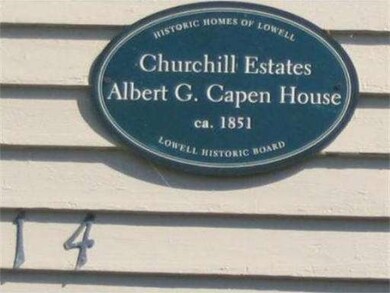 HISTORIC HOMES OF LOWELL
Churchill Estates
Albert G. Capen House
ca. 1851
LOWELL HISTORIC BOARD
14